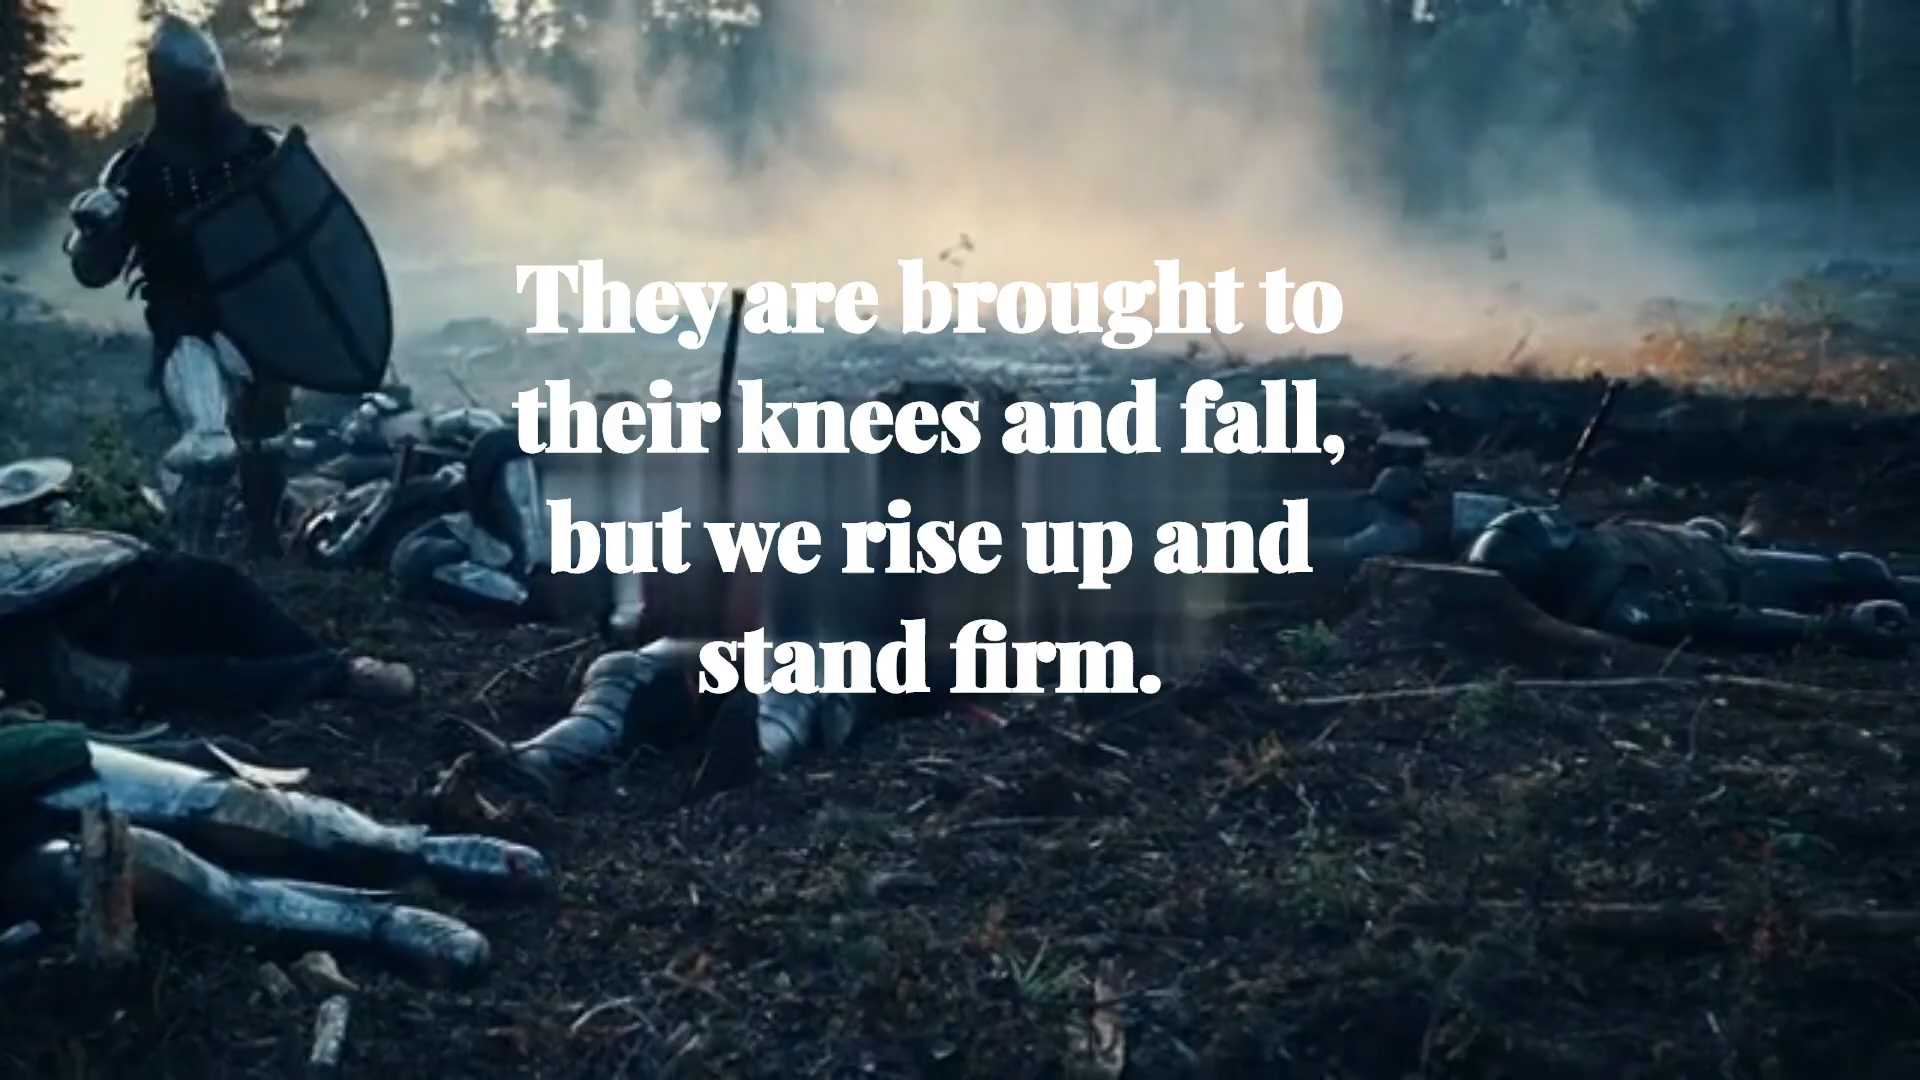 They are brought to
their knees and fall,
but we rise up and
stand firm.